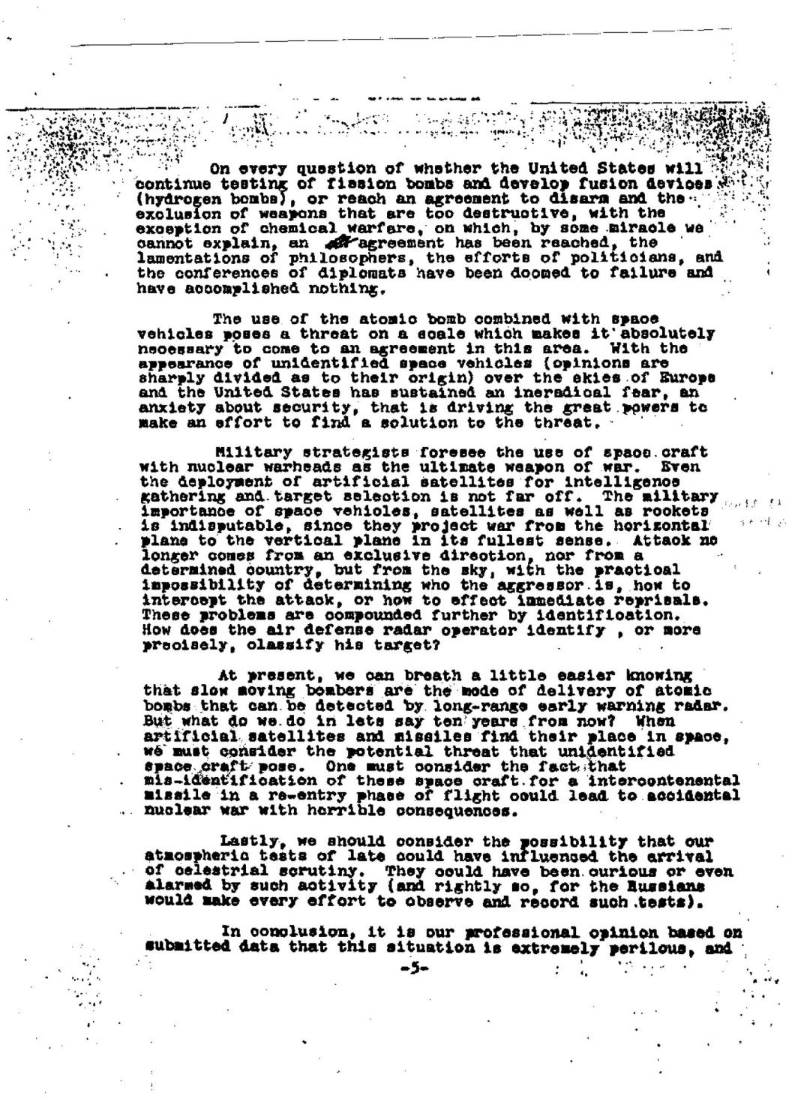 On every question of whether the United States will
continue testing of fission bombs and develop fusion devices
(hydrogen bombs), or reach an agreement to disarm and the
exclusion of weapons that are too destructive, with the
exception of chemical warfare, on which, by some miracle we
cannot explain, an agreement has been reached, the
lamentations of philosophers, the efforts of politicians, and
the conferences of diplomats have been doomed to failure and
have accomplished nothing.
The use of the atomic bomb combined with space
vehicles poses a threat on a scale which makes it absolutely
necessary to come to an agreement in this area. With the
appearance of unidentified space vehicles (opinions are
sharply divided as to their origin) over the skies of Europe
and the United States has sustained an ineradical fear, an
anxiety about security, that is driving the great powers to
make an effort to find a solution to the threat.
Military strategists foresee the use of space craft
with nuclear warheads as the ultimate weapon of war. Even
the deployment of artificial satellites for intelligence
gathering and target selection is not far off. The military
importance of space vehicles, satellites as well as rockets
is indisputable, since they project war from the horizontal
plane to the vertical plane in its fullest sense. Attack no
longer comes from an exclusive direction, nor from a
determined country, but from the sky, with the practical
impossibility of determining who the aggressor is, how to
intercept the attack, or how to effect immediate reprisals.
These problems are compounded further by identification.
How does the air defense radar operator identify , or more
precisely, classify his target?
At present, we can breath a little easier knowing
that slow moving bombers are the mode of delivery of atomic
bombs that can be detected by long-range early warning radar.
But what do we do in lets say ten years from now? When
artificial satellites and missiles find their place in space,
we must consider the potential threat that unidentified
space craft pose. One must consider the fact that
mis-identification of these space craft for a intercontenental
missile in a re-entry phase of flight could lead to accidental
nuclear war with horrible consequences.
Lastly, we should consider the possibility that our
atmospheric tests of late could have influenced the arrival
of celestrial scrutiny. They could have been curious or even
alarmed by such activity (and rightly so, for the Russians
would make every effort to observe and record such tests).
In conclusion, it is our professional opinion based on
submitted data that this situation is extremely perilous, and
-5-